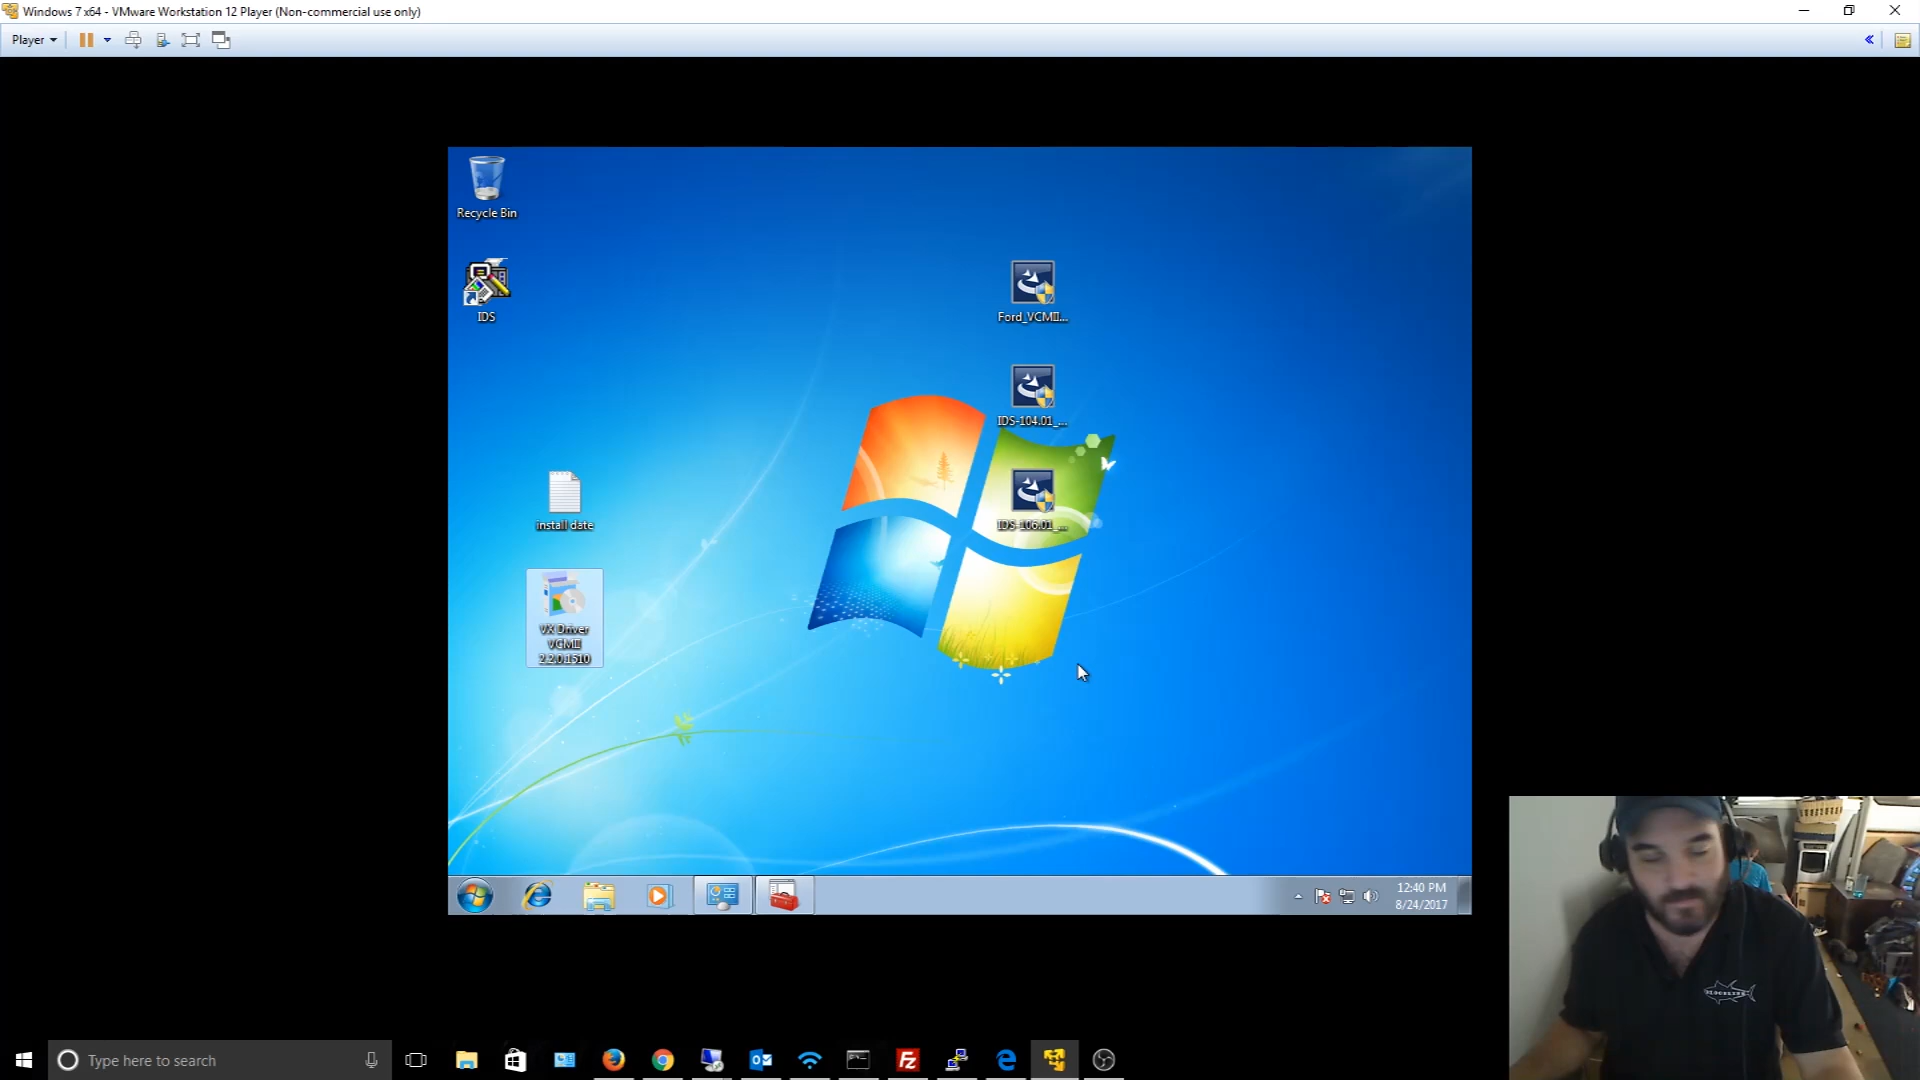 Windows 7 x64 - VMware Workstation 12 Player (Non-commercial use only)
Player
Recycle Bin
IDS
Ford_VCMII...
IDS-104.01_...
IDS-106.01_...
install date
VX Driver
VCMII
2.2.0.1510
12:40 PM
8/24/2017
Type here to search